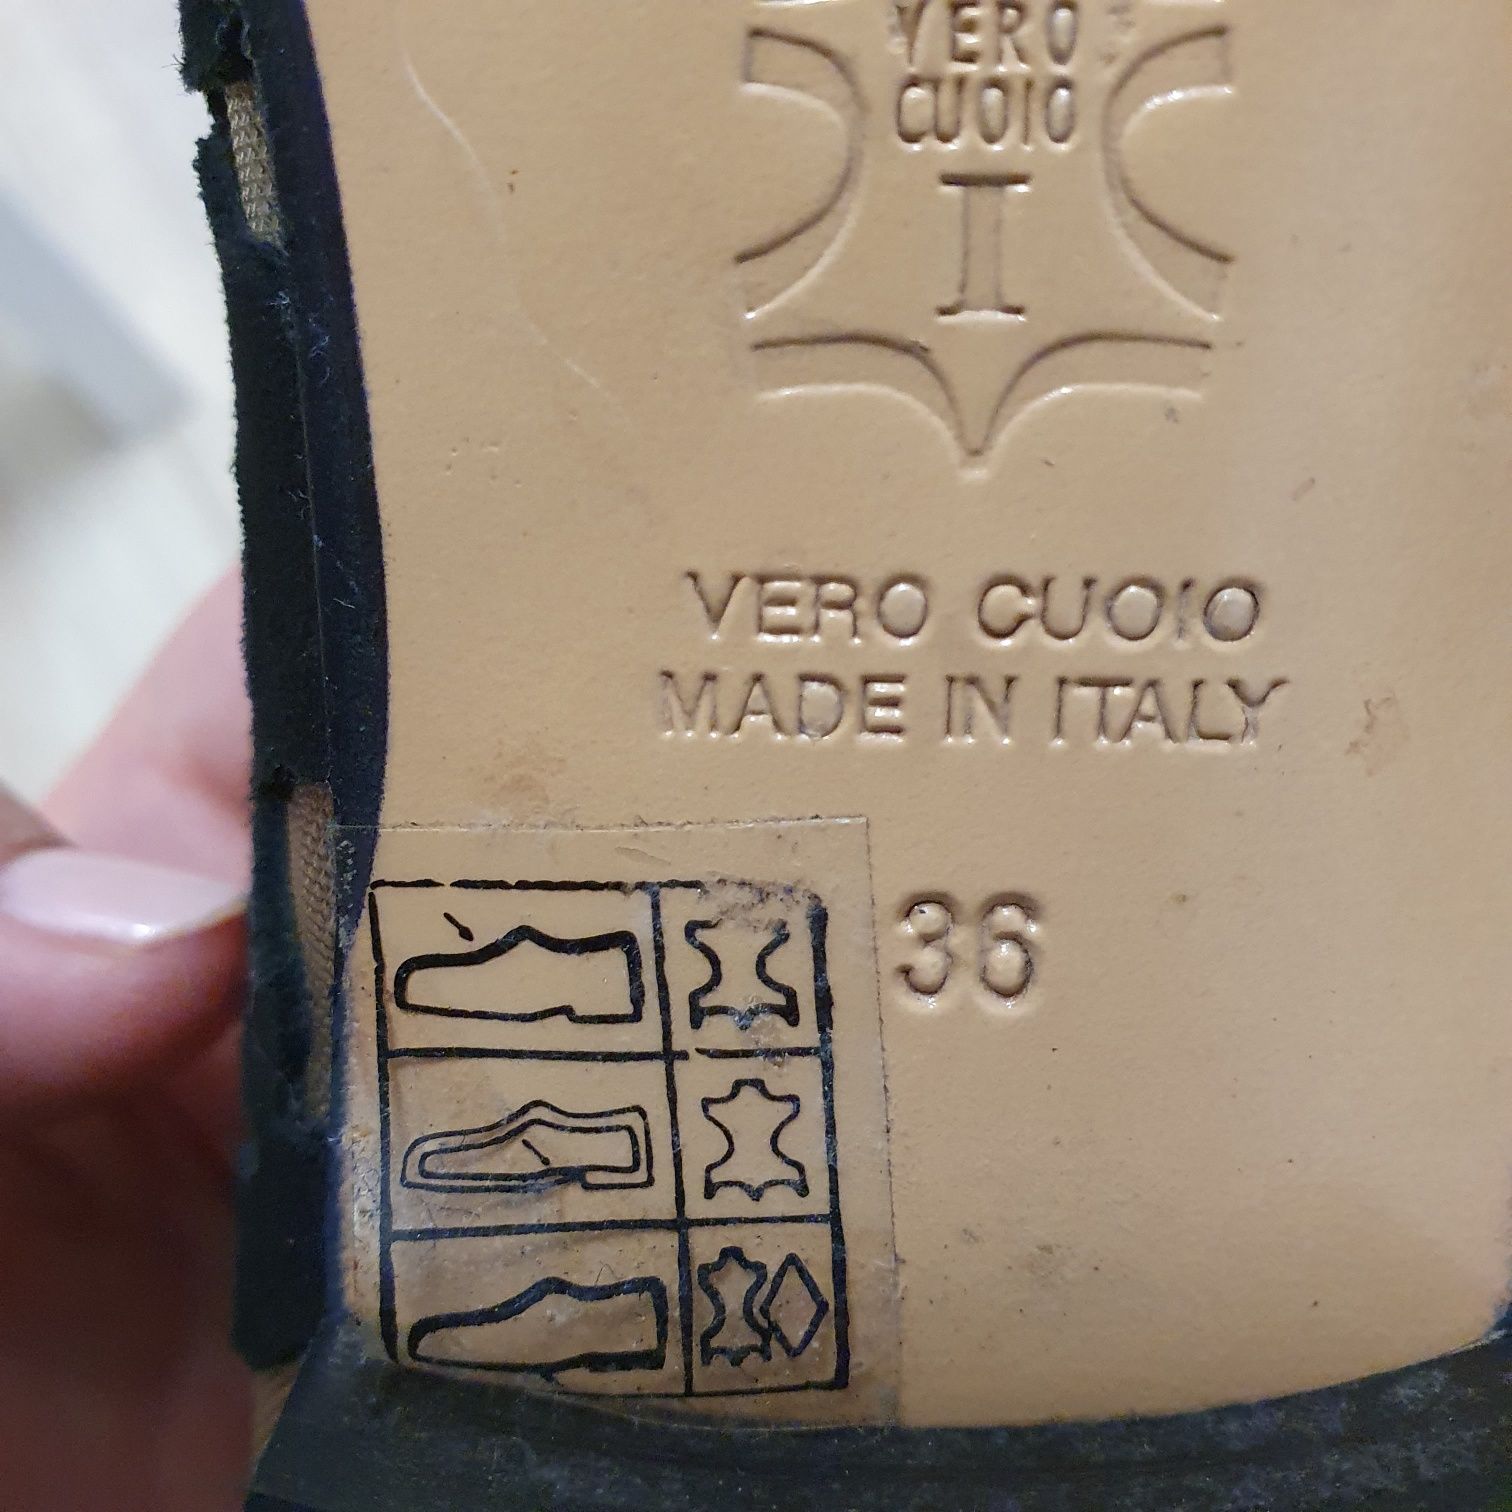 VERO
CUOIO
I
VERO CUOIO
MADE IN ITALY
36